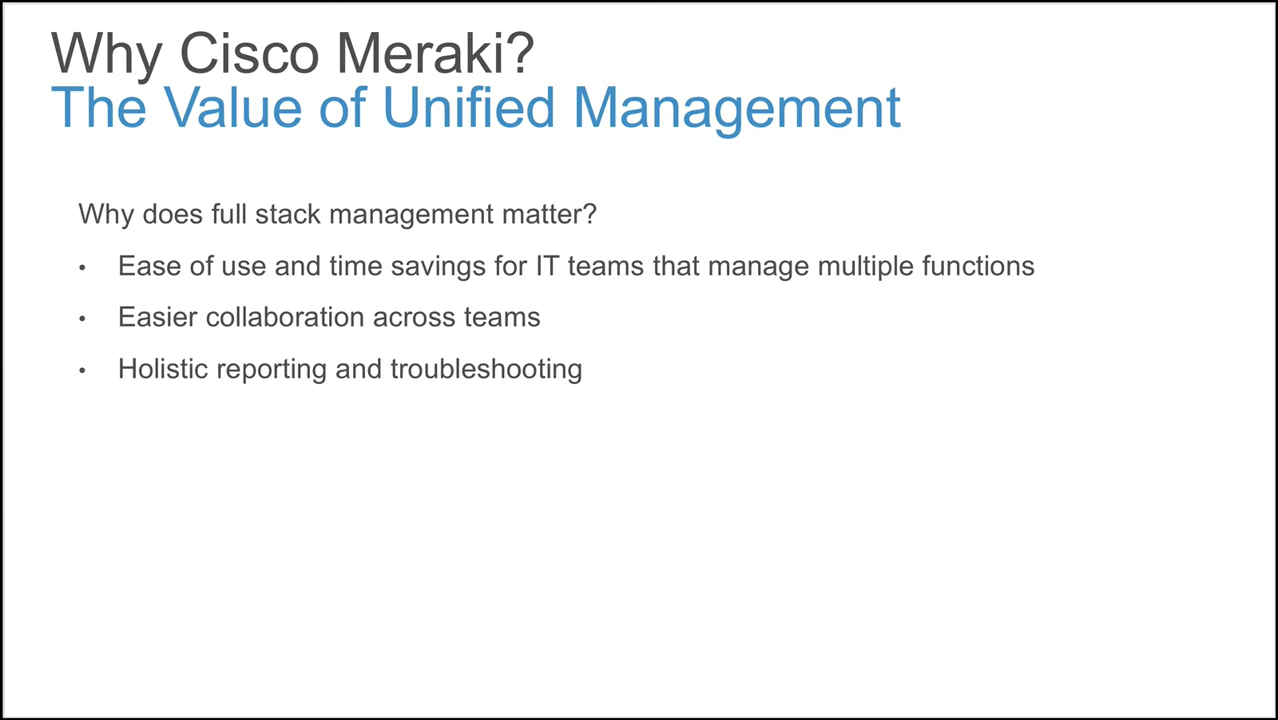 Why Cisco Meraki?
The Value of Unified Management
Why does full stack management matter?
• Ease of use and time savings for IT teams that manage multiple functions
• Easier collaboration across teams
• Holistic reporting and troubleshooting